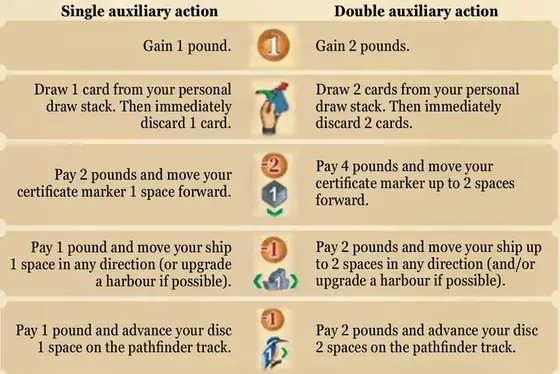 Single auxiliary action
Double auxiliary action
Gain 1 pound.
1
Gain 2 pounds.
Draw 1 card from your personal
draw stack. Then immediately
discard 1 card.
Draw 2 cards from your personal
draw stack. Then immediately
discard 2 cards.
Pay 2 pounds and move your
certificate marker 1 space forward.
-2
1
Pay 4 pounds and move your
certificate marker up to 2 spaces
forward.
Pay 1 pound and move your ship
1 space in any direction (or upgrade
a harbour if possible).
-1
1
Pay 2 pounds and move your ship up
to 2 spaces in any direction (and/or
upgrade a harbour if possible).
Pay 1 pound and advance your disc
1 space on the pathfinder track.
-1
1
Pay 2 pounds and advance your disc
2 spaces on the pathfinder track.